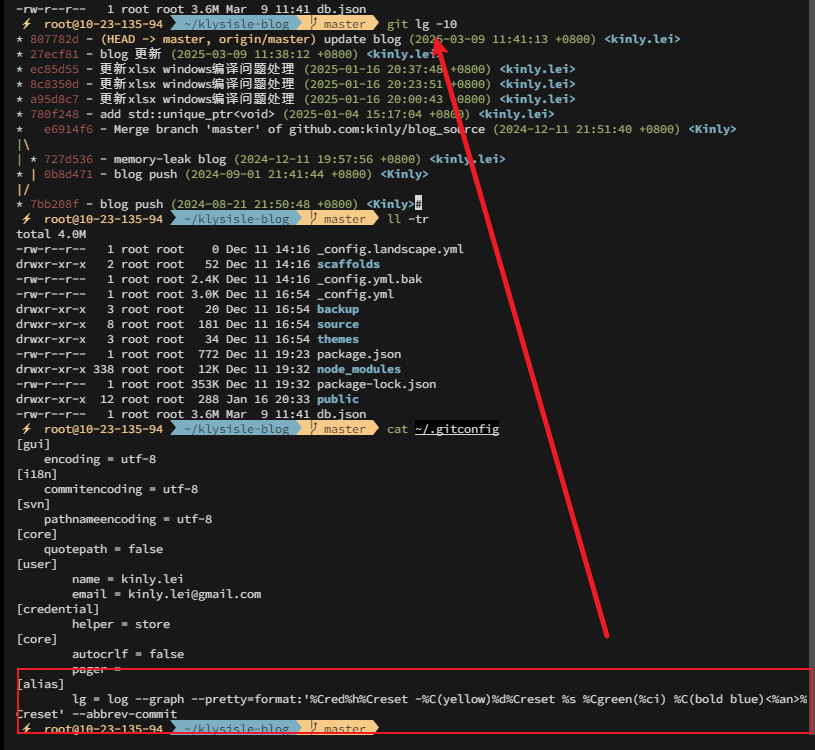 -rw-r--r--   1 root root 3.6M Mar  9 11:41 db.json
⚡ root@10-23-135-94  ~/klysisle-blog  master  git lg -10
* 807782d - (HEAD -> master, origin/master) update blog (2025-03-09 11:41:13 +0800) <kinly.lei>
* 27ecf81 - blog 更新 (2025-03-09 11:38:12 +0800) <kinly.lei>
* ec85d55 - 更新xlsx windows编译问题处理 (2025-01-16 20:37:48 +0800) <kinly.lei>
* 8c8350d - 更新xlsx windows编译问题处理 (2025-01-16 20:23:51 +0800) <kinly.lei>
* a95d8c7 - 更新xlsx windows编译问题处理 (2025-01-16 20:00:43 +0800) <kinly.lei>
* 780f248 - add std::unique_ptr<void> (2025-01-04 15:17:04 +0800) <kinly.lei>
*   e6914f6 - Merge branch 'master' of github.com:kinly/blog_source (2024-12-11 21:51:40 +0800) <Kinly>
|\
| * 727d536 - memory-leak blog (2024-12-11 19:57:56 +0800) <kinly.lei>
* | 0b8d471 - blog push (2024-09-01 21:41:44 +0800) <Kinly>
|/
* 7bb208f - blog push (2024-08-21 21:50:48 +0800) <Kinly>#
⚡ root@10-23-135-94  ~/klysisle-blog  master  ll -tr
total 4.0M
-rw-r--r--   1 root root    0 Dec 11 14:16 _config.landscape.yml
drwxr-xr-x   2 root root   52 Dec 11 14:16 scaffolds
-rw-r--r--   1 root root 2.4K Dec 11 14:16 _config.yml.bak
-rw-r--r--   1 root root 3.0K Dec 11 16:54 _config.yml
drwxr-xr-x   3 root root   20 Dec 11 16:54 backup
drwxr-xr-x   8 root root  181 Dec 11 16:54 source
drwxr-xr-x   3 root root   34 Dec 11 16:54 themes
-rw-r--r--   1 root root  772 Dec 11 19:23 package.json
drwxr-xr-x 338 root root  12K Dec 11 19:32 node_modules
-rw-r--r--   1 root root 353K Dec 11 19:32 package-lock.json
drwxr-xr-x  12 root root  288 Jan 16 20:33 public
-rw-r--r--   1 root root 3.6M Mar  9 11:41 db.json
⚡ root@10-23-135-94  ~/klysisle-blog  master  cat ~/.gitconfig
[gui]
    encoding = utf-8
[i18n]
    commitencoding = utf-8
[svn]
    pathnameencoding = utf-8
[core]
    quotepath = false
[user]
        name = kinly.lei
        email = kinly.lei@gmail.com
[credential]
        helper = store
[core]
        autocrlf = false
        pager =
[alias]
        lg = log --graph --pretty=format:'%Cred%h%Creset -%C(yellow)%d%Creset %s %Cgreen(%ci) %C(bold blue)<%an>%
Creset' --abbrev-commit
⚡ root@10-23-135-94  ~/klysisle-blog  master